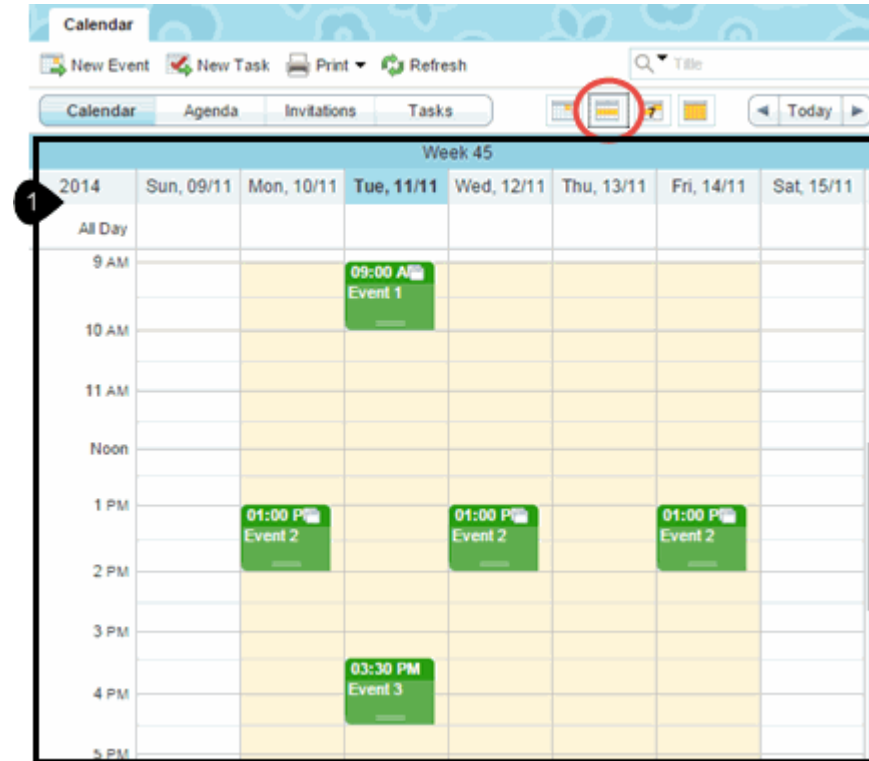 Calendar
New Event New Task Print Refresh Title
Calendar Agenda Invitations Tasks 7 Today
Week 45
1
2014 Sun, 09/11 Mon, 10/11 Tue, 11/11 Wed, 12/11 Thu, 13/11 Fri, 14/11 Sat, 15/11
All Day
9 AM
09:00 A
Event 1
10 AM
11 AM
Noon
1 PM
01:00 P 01:00 P 01:00 P
Event 2 Event 2 Event 2
2 PM
3 PM
03:30 PM
Event 3
4 PM
5 PM